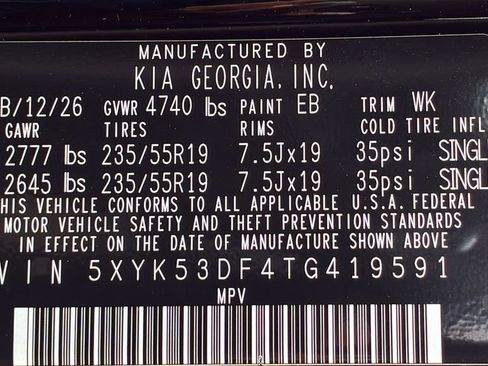 MANUFACTURED BY
KIA GEORGIA, INC.
B/12/26 GVWR 4740 lbs PAINT EB TRIM WK
GAWR TIRES RIMS COLD TIRE INFL
2777 lbs 235/55R19 7.5Jx19 35psi SINGL
2645 lbs 235/55R19 7.5Jx19 35psi SINGL
HIS VEHICLE CONFORMS TO ALL APPLICABLE U.S.A. FEDERAL
MOTOR VEHICLE SAFETY AND THEFT PREVENTION STANDARDS
IN EFFECT ON THE DATE OF MANUFACTURE SHOWN ABOVE
VIN 5XYK53DF4TG419591
MPV